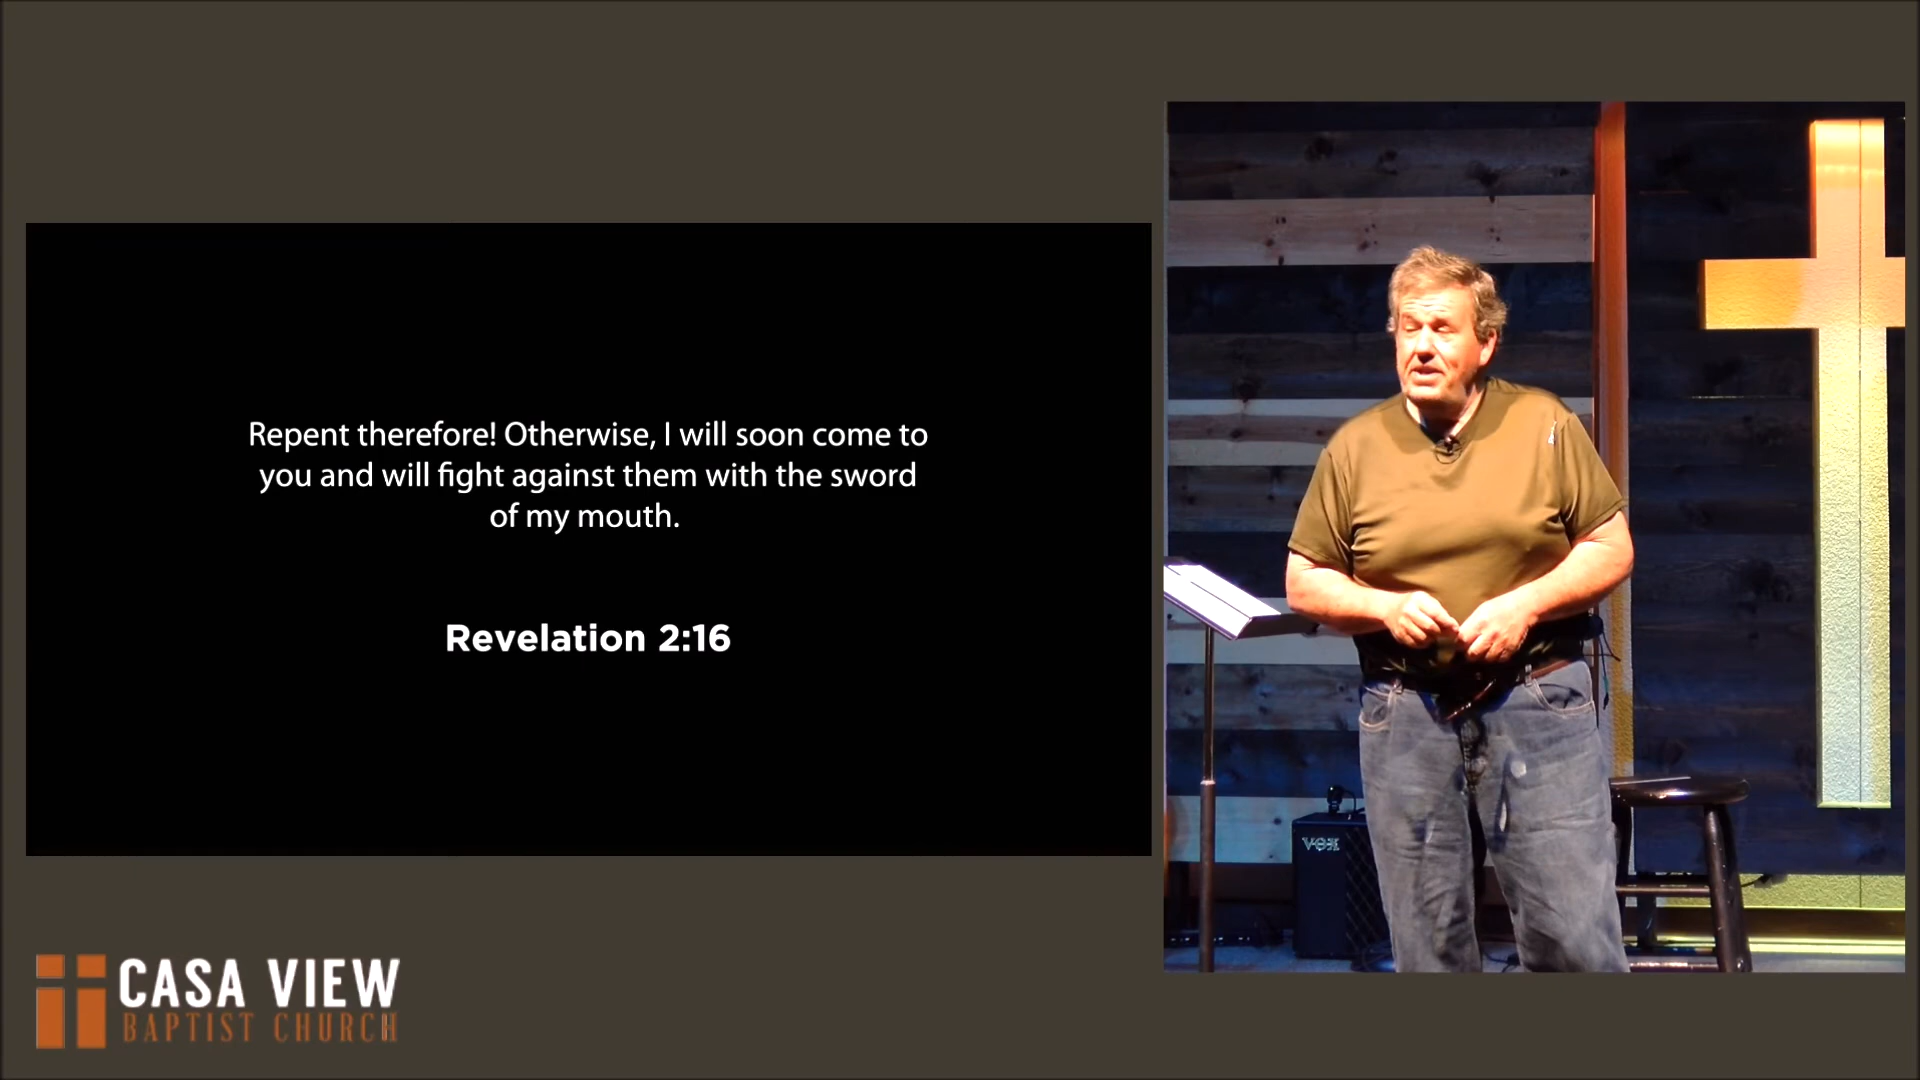 Repent therefore! Otherwise, I will soon come to
you and will fight against them with the sword
of my mouth.
Revelation 2:16
VOX
CASA VIEW
BAPTIST CHURCH